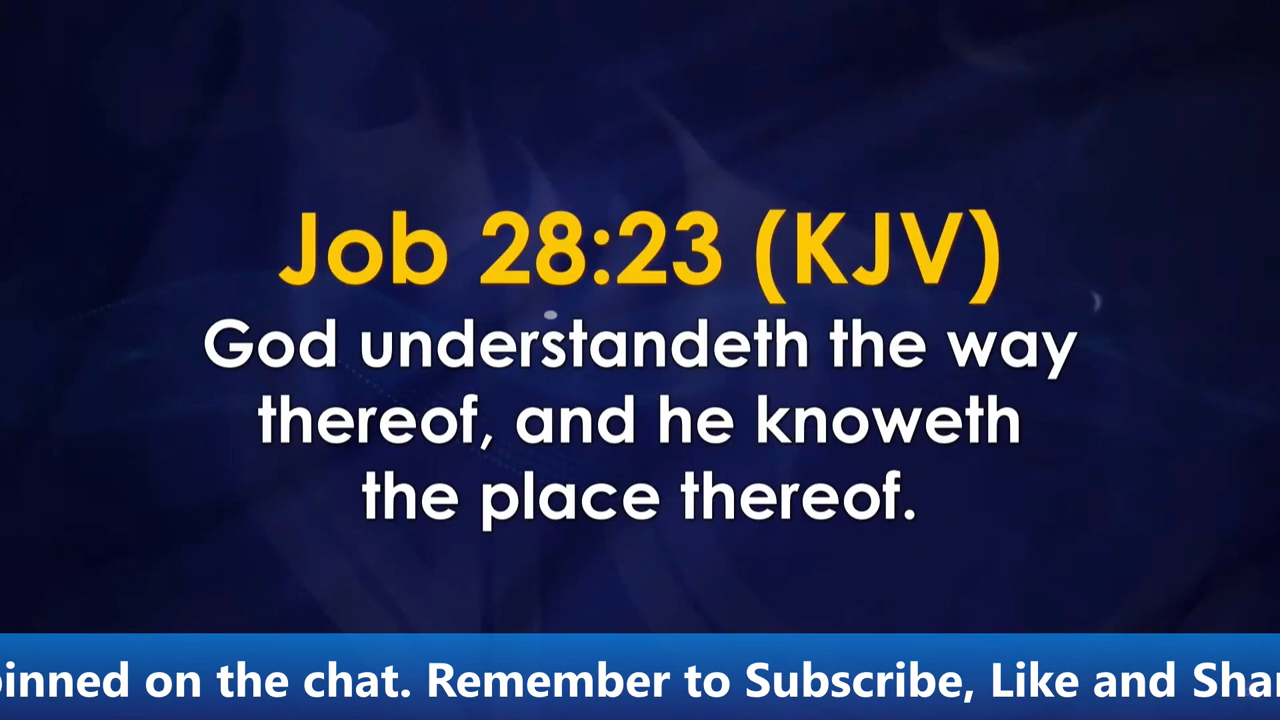 Job 28:23 (KJV)
God understandeth the way
thereof, and he knoweth
the place thereof.
on the chat. Remember to Subscribe, Like and